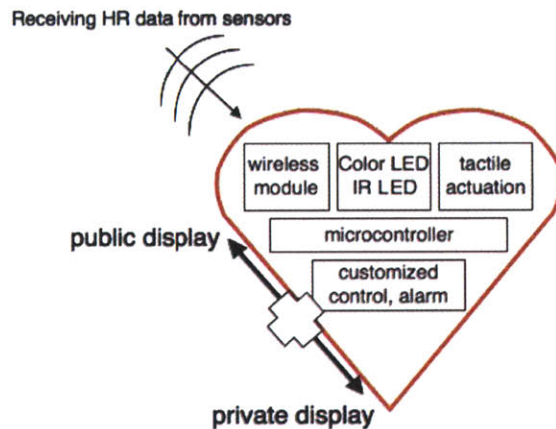 Receiving HR data from sensors
wireless
module
Color LED
IR LED
tactile
actuation
microcontroller
customized
control, alarm
public display
private display